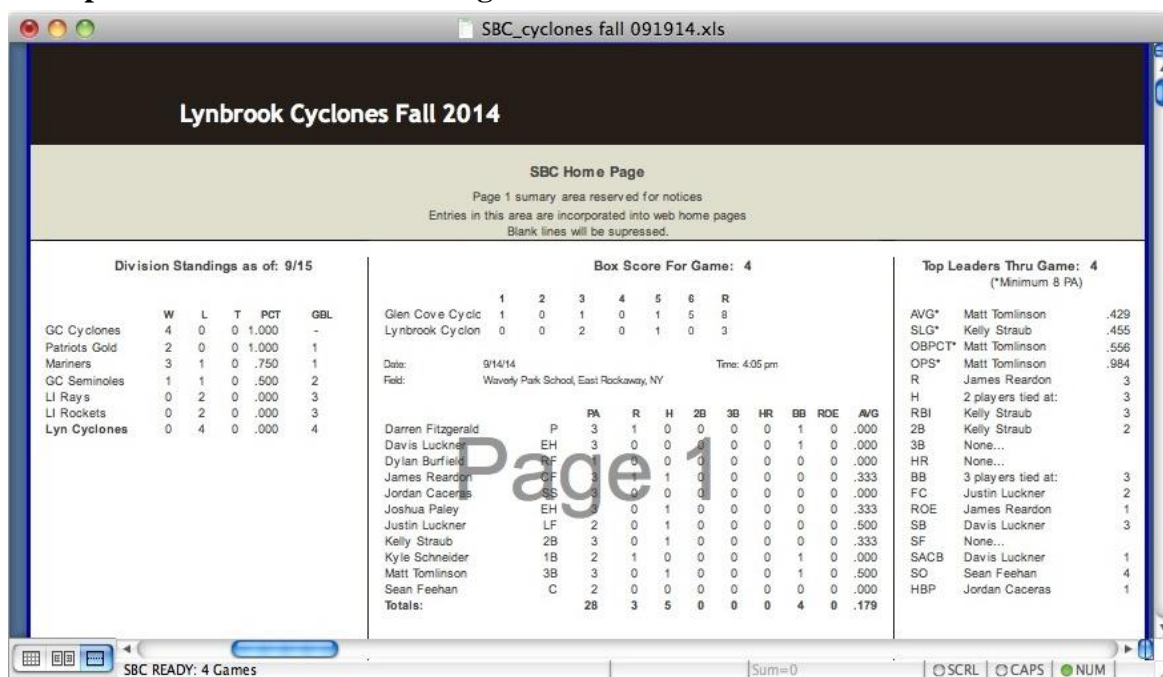 SBC_cyclones fall 091914.xls
Lynbrook Cyclones Fall 2014
SBC Home Page
Page 1 sumary area reserved for notices
Entries in this area are incorporated into web home pages
Blank lines will be supressed.
Division Standings as of: 9/15
W L T PCT GBL
GC Cyclones 4 0 0 1.000 -
Patriots Gold 2 0 0 1.000 1
Mariners 3 1 0 .750 1
GC Seminoles 1 1 0 .500 2
LI Rays 0 2 0 .000 3
LI Rockets 0 2 0 .000 3
Lyn Cyclones 0 4 0 .000 4
Box Score For Game: 4
1 2 3 4 5 6 R
Glen Cove Cyclc 1 0 1 0 1 5 8
Lynbrook Cyclon 0 0 2 0 1 0 3
Date: 9/14/14 Time: 4:05 pm
Field: Waverly Park School, East Rockaway, NY
PA R H 2B 3B HR BB ROE AVG
Darren Fitzgerald P 3 1 0 0 0 0 1 0 .000
Davis Luckner EH 3 0 0 0 0 0 1 0 .000
Dylan Burfield RF 1 0 0 0 0 0 0 0 .000
James Reardon CF 3 1 1 0 0 0 0 0 .333
Jordan Caceras SS 3 0 0 0 0 0 0 0 .000
Joshua Paley EH 3 0 1 0 0 0 0 0 .333
Justin Luckner LF 2 0 1 0 0 0 0 0 .500
Kelly Straub 2B 3 0 1 0 0 0 0 0 .333
Kyle Schneider 1B 2 1 0 0 0 0 1 0 .000
Matt Tomlinson 3B 3 0 1 0 0 0 1 0 .500
Sean Feehan C 2 0 0 0 0 0 0 0 .000
Totals: 28 3 5 0 0 0 4 0 .179
Page 1
Top Leaders Thru Game: 4
(*Minimum 8 PA)
AVG* Matt Tomlinson .429
SLG* Kelly Straub .455
OBPCT* Matt Tomlinson .556
OPS* Matt Tomlinson .984
R James Reardon 3
H 2 players tied at: 3
RBI Kelly Straub 3
2B Kelly Straub 2
3B None...
HR None...
BB 3 players tied at: 3
FC Justin Luckner 2
ROE James Reardon 1
SB Davis Luckner 3
SF None...
SACB Davis Luckner 1
SO Sean Feehan 4
HBP Jordan Caceras 1
SBC READY: 4 Games
Sum=0
SCRL
CAPS
NUM